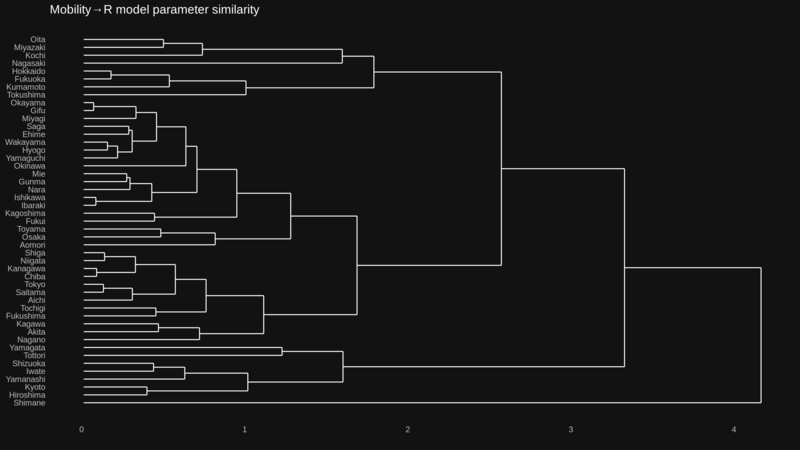 Mobility→R model parameter similarity
Oita
Miyazaki
Kochi
Nagasaki
Hokkaido
Fukuoka
Kumamoto
Tokushima
Okayama
Gifu
Miyagi
Saga
Ehime
Wakayama
Hyogo
Yamaguchi
Okinawa
Mie
Gunma
Nara
Ishikawa
Ibaraki
Kagoshima
Fukui
Toyama
Osaka
Aomori
Shiga
Niigata
Kanagawa
Chiba
Tokyo
Saitama
Aichi
Tochigi
Fukushima
Kagawa
Akita
Nagano
Yamagata
Tottori
Shizuoka
Iwate
Yamanashi
Kyoto
Hiroshima
Shimane
0 1 2 3 4